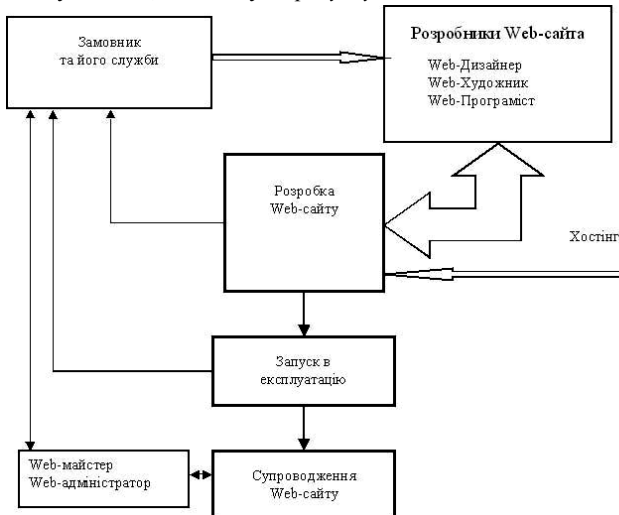 Замовник
та його служби
Розробники Web-сайта
Web-Дизайнер
Web-Художник
Web-Програміст
Розробка
Web-сайту
Хостінг
Запуск в
експлуатацію
Web-майстер
Web-адміністратор
Супроводження
Web-сайту